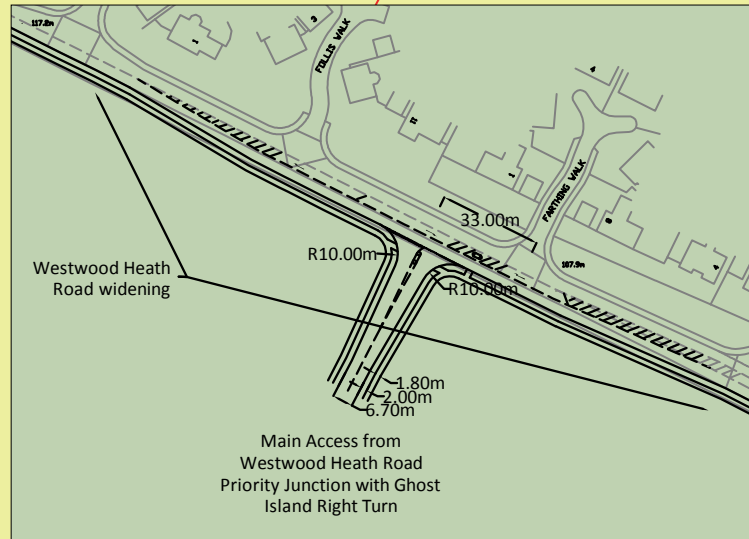 117.8m
3
1
FOLLIS WALK
4
11
1
FARTHING WALK
33.00m
8
4
107.9m
R10.00m
R10.00m
Westwood Heath
Road widening
1.80m
2.00m
6.70m
Main Access from
Westwood Heath Road
Priority Junction with Ghost
Island Right Turn